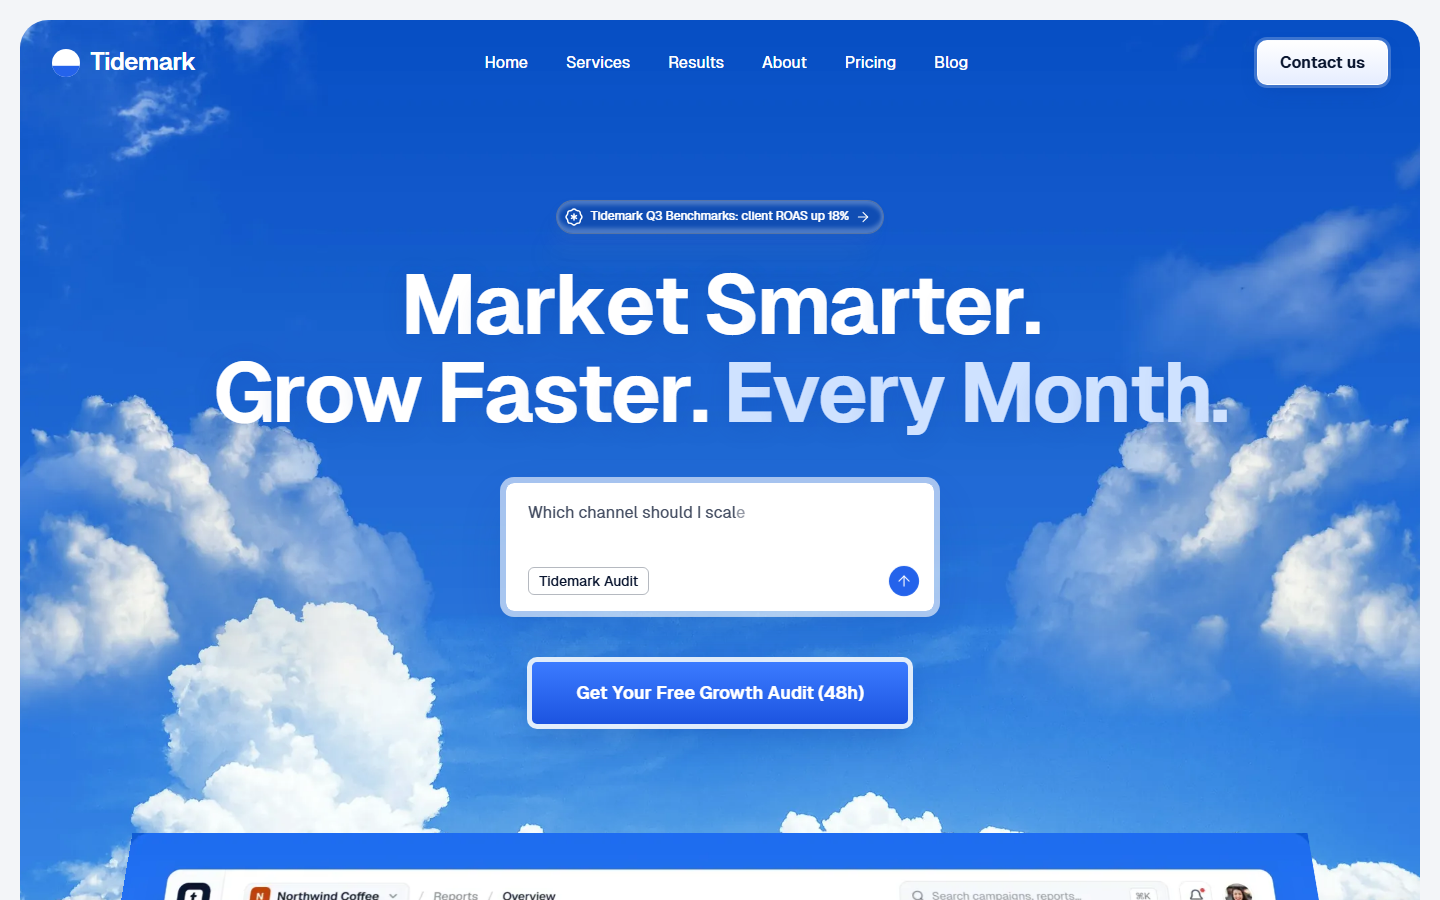 Tidemark
Home Services Results About Pricing Blog
Contact us
Tidemark Q3 Benchmarks: client ROAS up 18%
Market Smarter.
Grow Faster. Every Month.
Which channel should I scale
Tidemark Audit
Get Your Free Growth Audit (48h)
t
N Northwind Coffee / Reports / Overview
Search campaigns, reports... ⌘K